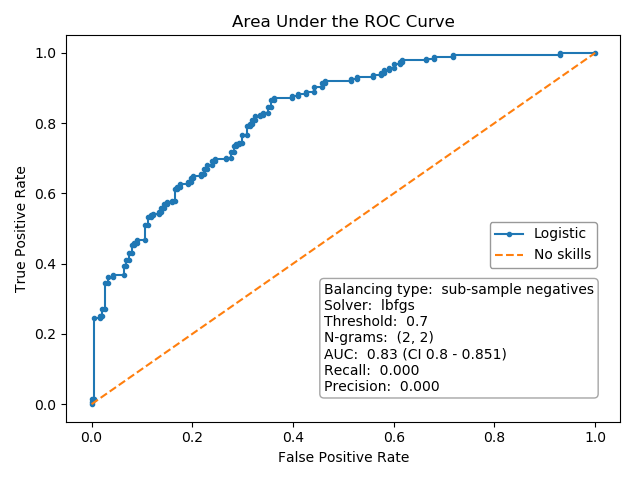 Area Under the ROC Curve
True Positive Rate
1.0
0.8
0.6
0.4
0.2
0.0
Logistic
No skills
Balancing type:  sub-sample negatives
Solver:  lbfgs
Threshold:  0.7
N-grams:  (2, 2)
AUC:  0.83 (CI 0.8 - 0.851)
Recall:  0.000
Precision:  0.000
0.0 0.2 0.4 0.6 0.8 1.0
False Positive Rate